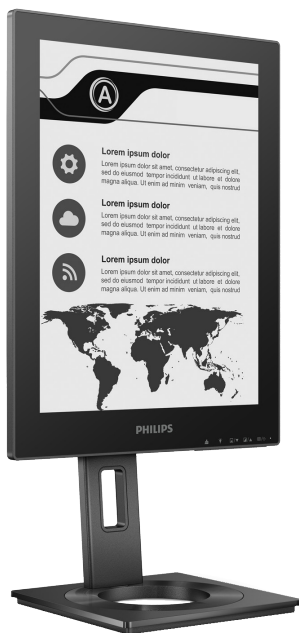 A
Lorem ipsum dolor
Lorem ipsum dolor sit amet, consectetur adipiscing elit,
sed do eiusmod tempor incididunt ut labore et dolore
magna aliqua. Ut enim ad minim veniam, quis nostrud
Lorem ipsum dolor
Lorem ipsum dolor sit amet, consectetur adipiscing elit,
sed do eiusmod tempor incididunt ut labore et dolore
magna aliqua. Ut enim ad minim veniam, quis nostrud
Lorem ipsum dolor
Lorem ipsum dolor sit amet, consectetur adipiscing elit,
sed do eiusmod tempor incididunt ut labore et dolore
magna aliqua. Ut enim ad minim veniam, quis nostrud
PHILIPS